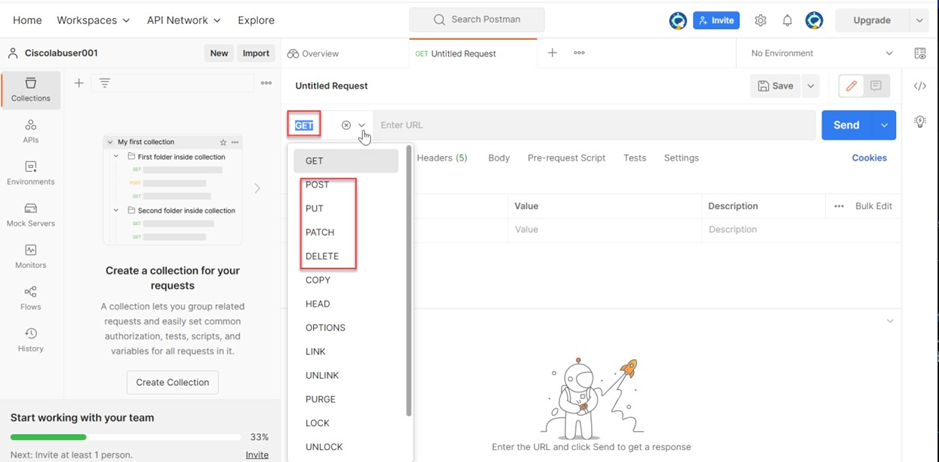 Home Workspaces API Network Explore Search Postman Invite Upgrade
Ciscolabuser001 New Import Overview GET Untitled Request No Environment
Collections
APIs
Environments
Mock Servers
Monitors
Flows
History
My first collection
First folder inside collection
GET
POST
GET
Second folder inside collection
GET
GET
Create a collection for your
requests
A collection lets you group related
requests and easily set common
authorization, tests, scripts, and
variables for all requests in it.
Create Collection
Start working with your team
33%
Next: Invite at least 1 person. Invite
Untitled Request Save
GET Enter URL Send
Headers (5) Body Pre-request Script Tests Settings Cookies
Value Description Bulk Edit
Value Description
GET
POST
PUT
PATCH
DELETE
COPY
HEAD
OPTIONS
LINK
UNLINK
PURGE
LOCK
UNLOCK
Enter the URL and click Send to get a response